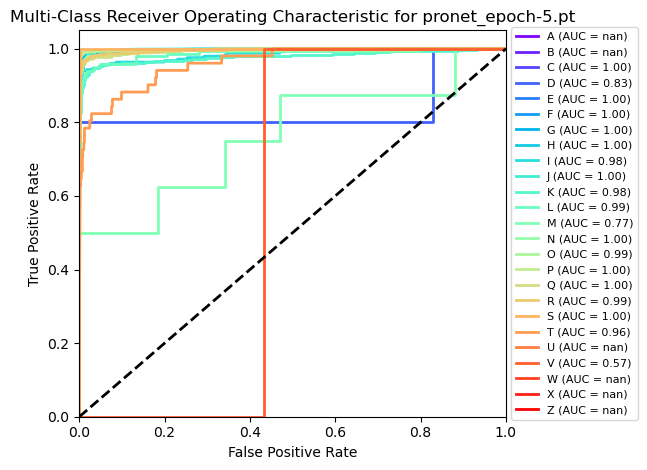 Multi-Class Receiver Operating Characteristic for pronet_epoch-5.pt
1.0
0.8
0.6
0.4
0.2
0.0
True Positive Rate
0.0 0.2 0.4 0.6 0.8 1.0
False Positive Rate
A (AUC = nan)
B (AUC = nan)
C (AUC = 1.00)
D (AUC = 0.83)
E (AUC = 1.00)
F (AUC = 1.00)
G (AUC = 1.00)
H (AUC = 1.00)
I (AUC = 0.98)
J (AUC = 1.00)
K (AUC = 0.98)
L (AUC = 0.99)
M (AUC = 0.77)
N (AUC = 1.00)
O (AUC = 0.99)
P (AUC = 1.00)
Q (AUC = 1.00)
R (AUC = 0.99)
S (AUC = 1.00)
T (AUC = 0.96)
U (AUC = nan)
V (AUC = 0.57)
W (AUC = nan)
X (AUC = nan)
Z (AUC = nan)